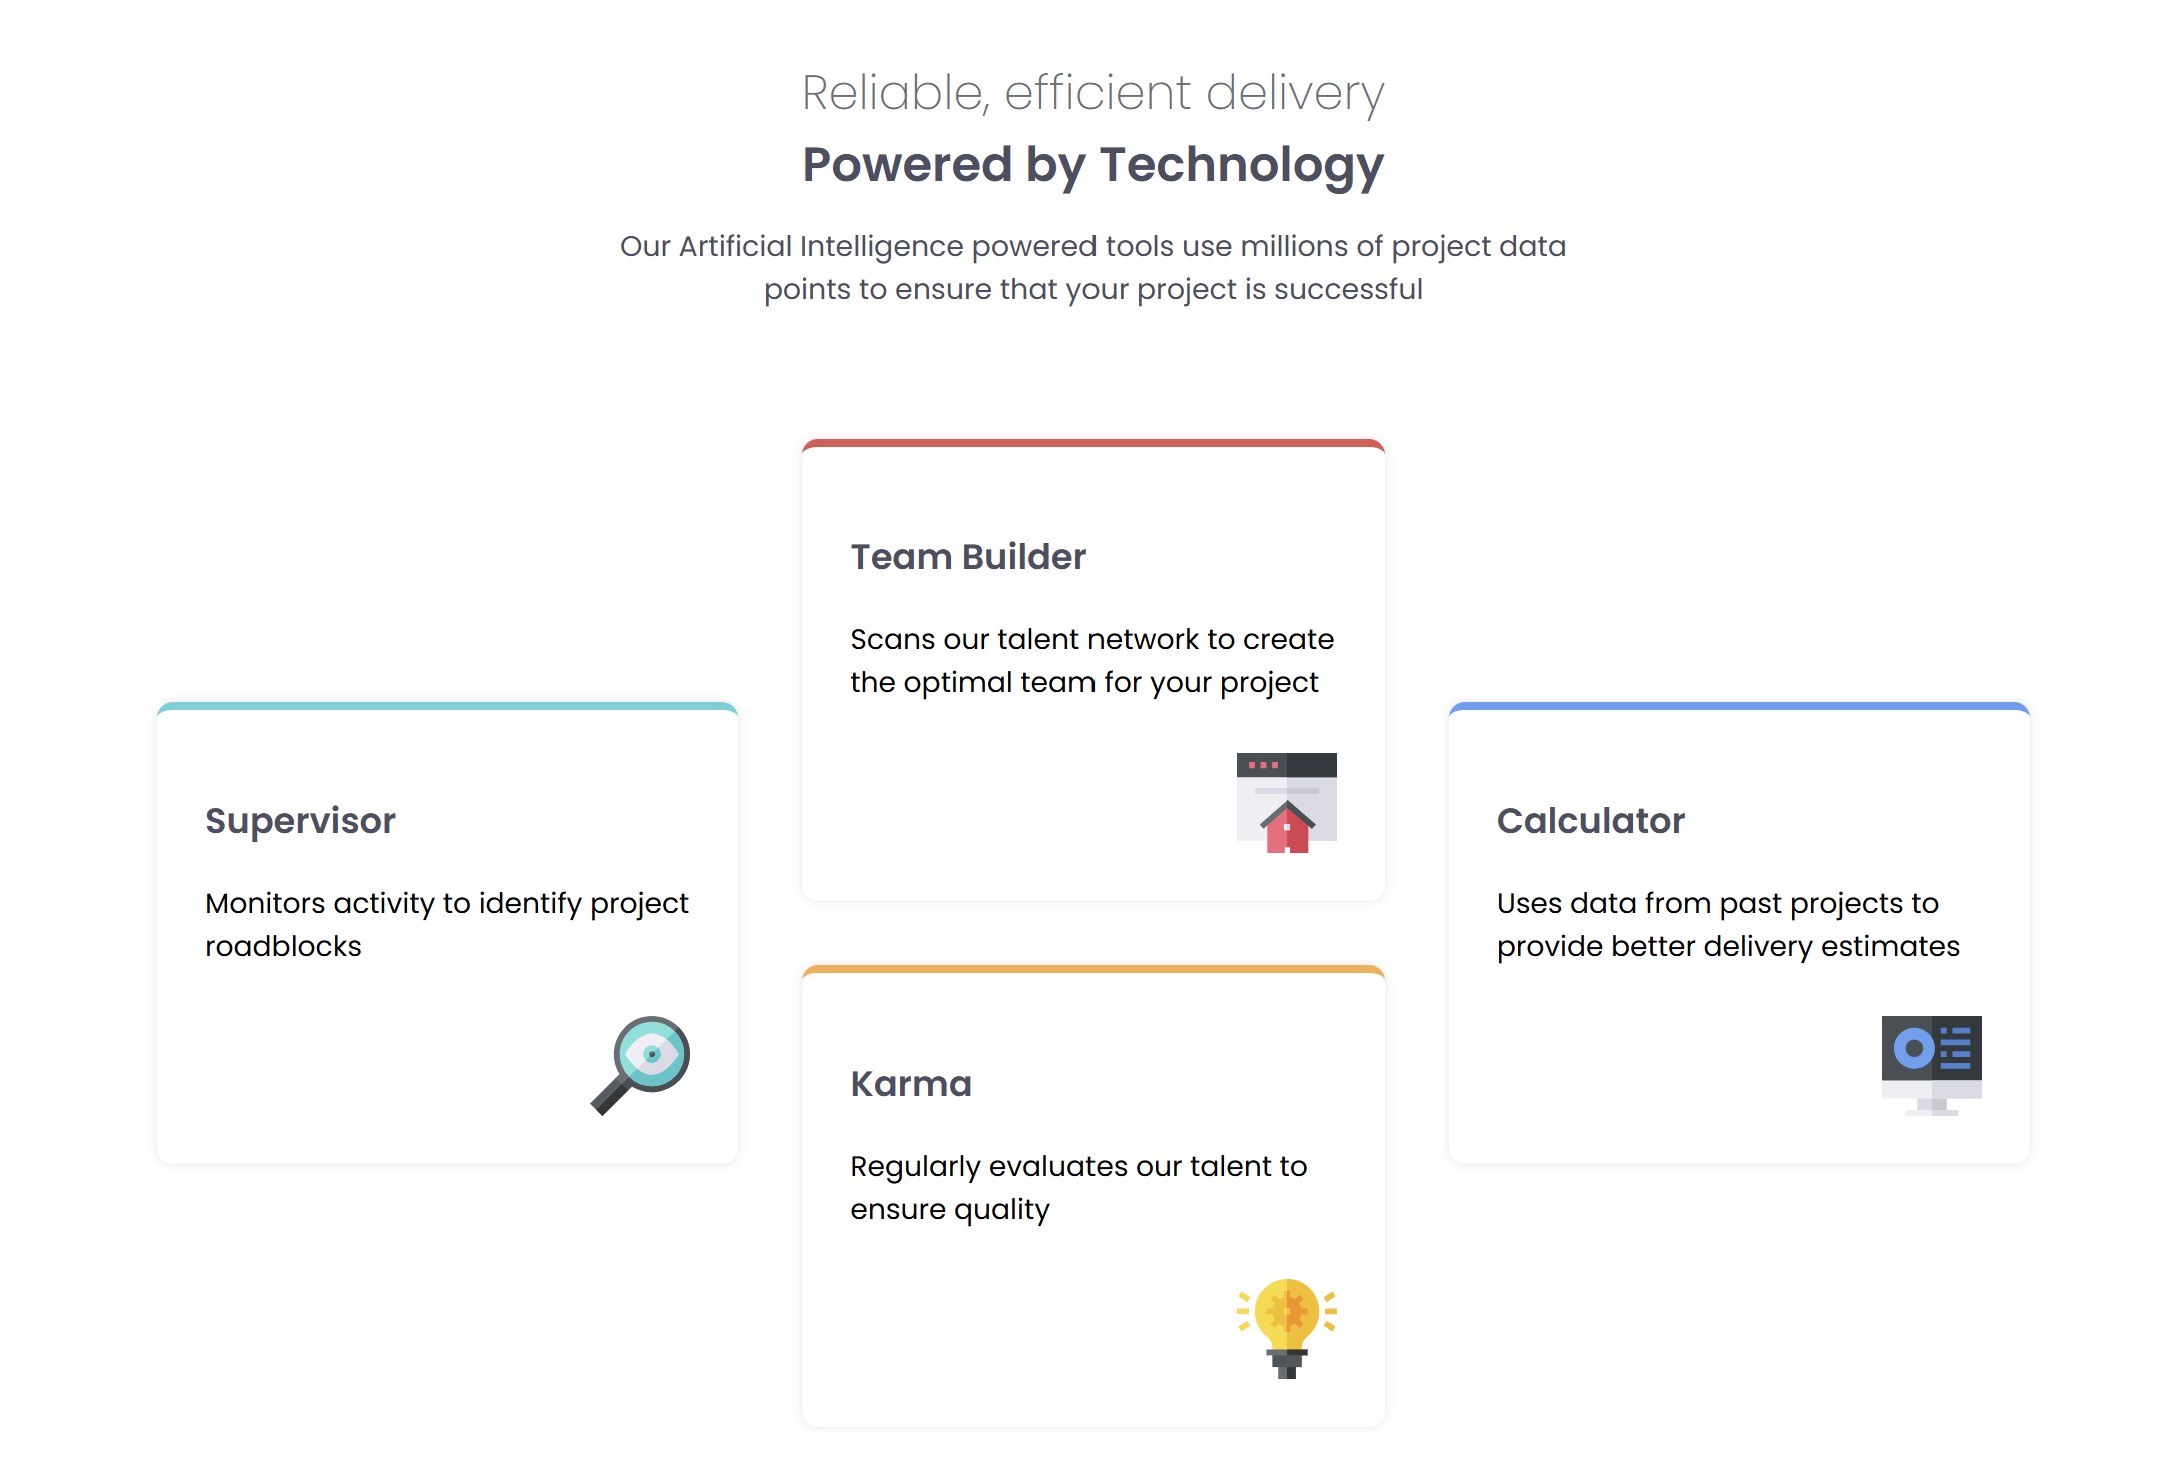 Reliable, efficient delivery
Powered by Technology
Our Artificial Intelligence powered tools use millions of project data
points to ensure that your project is successful
Supervisor
Monitors activity to identify project
roadblocks
Team Builder
Scans our talent network to create
the optimal team for your project
Karma
Regularly evaluates our talent to
ensure quality
Calculator
Uses data from past projects to
provide better delivery estimates